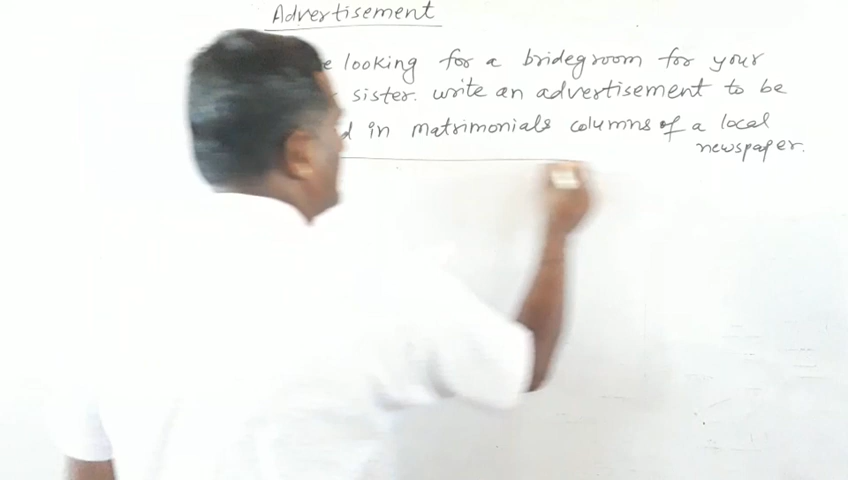 Advertisement
looking for a bridegroom for your
sister. write an advertisement to be
in matrimonials columns of a local
newspaper.